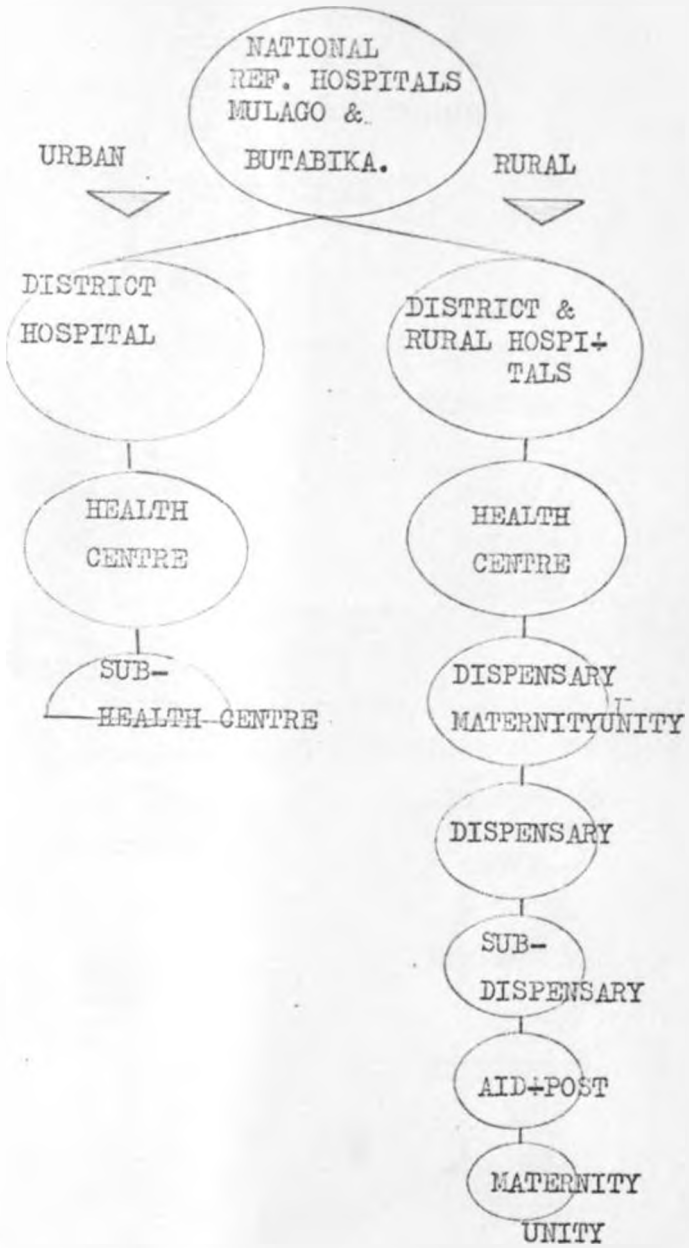 NATIONAL
REF. HOSPITALS
MULAGO &
BUTABIKA.
URBAN
RURAL
DISTRICT
HOSPITAL
DISTRICT &
RURAL HOSPI+
TALS
HEALTH
CENTRE
HEALTH
CENTRE
SUB-
HEALTH CENTRE
DISPENSARY
MATERNITYUNITY
DISPENSARY
SUB-
DISPENSARY
AID+POST
MATERNITY
UNITY